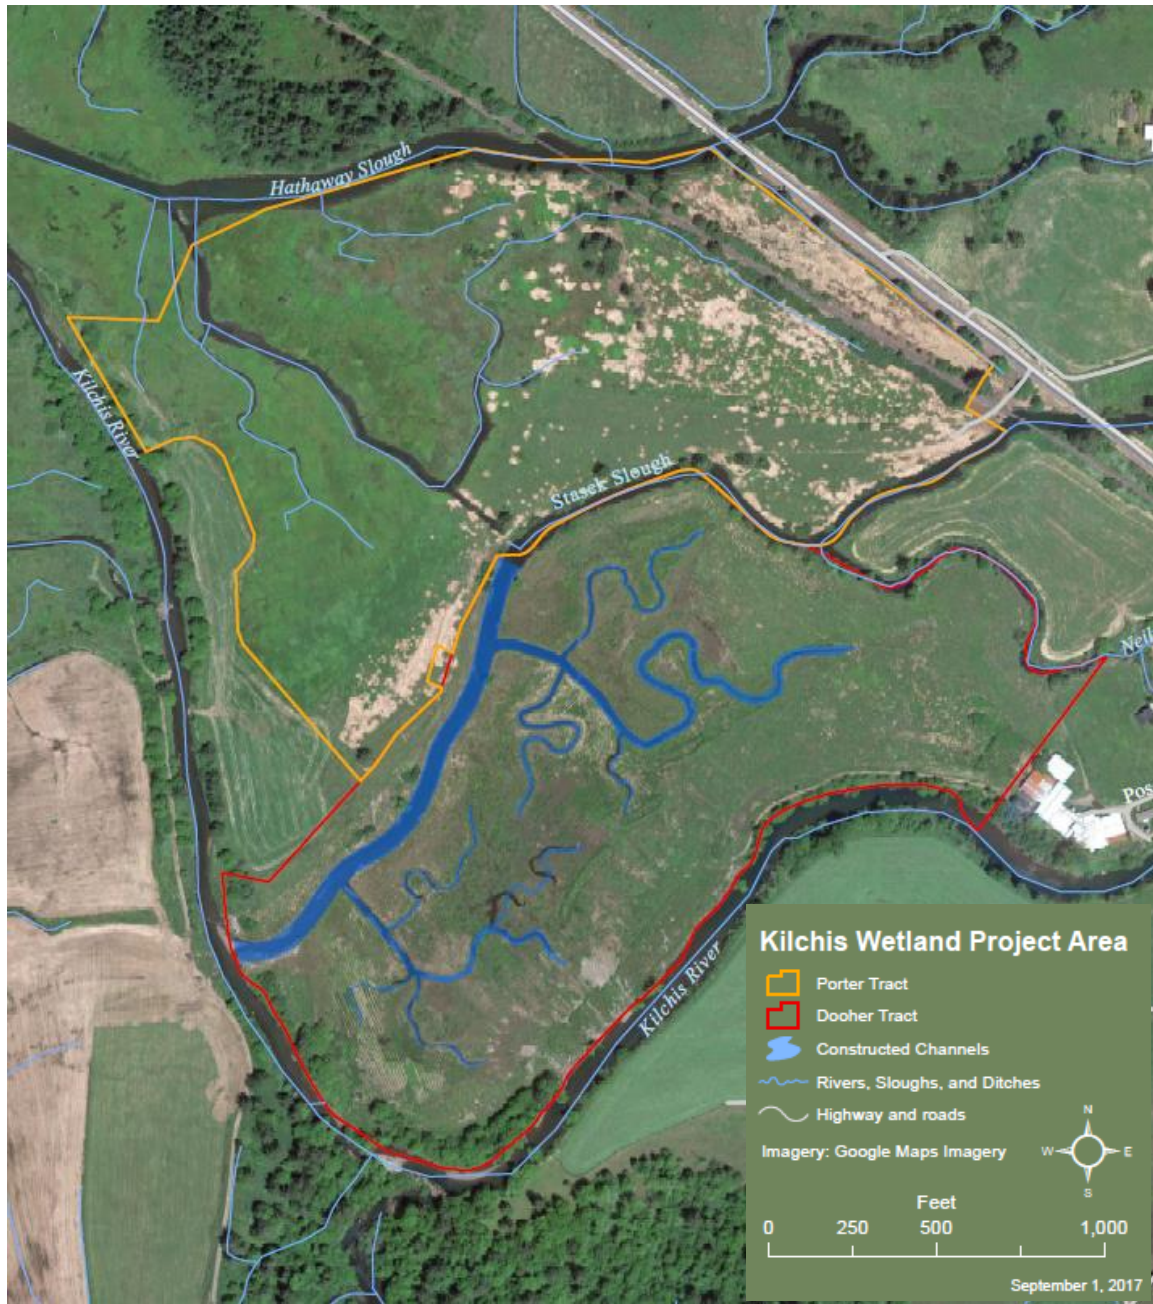 Hathaway Slough
Kilchis River
Stasek Slough
Neil
Pos
Kilchis River
Kilchis Wetland Project Area
Porter Tract
Dooher Tract
Constructed Channels
Rivers, Sloughs, and Ditches
Highway and roads
Imagery: Google Maps Imagery
N
W E
S
Feet
0 250 500 1,000
September 1, 2017